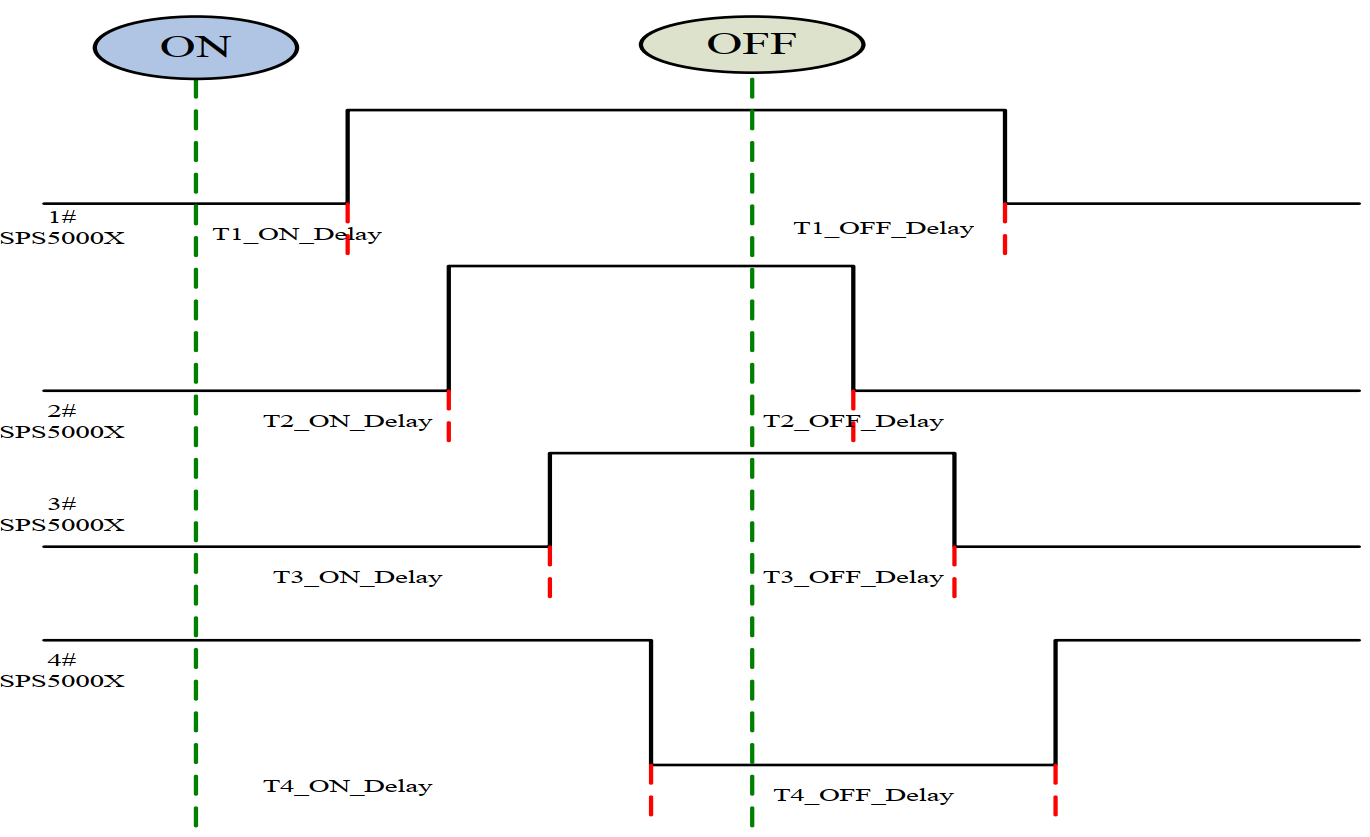 ON
OFF
1#
SPS5000X
T1_ON_Delay
T1_OFF_Delay
2#
SPS5000X
T2_ON_Delay
T2_OFF_Delay
3#
SPS5000X
T3_ON_Delay
T3_OFF_Delay
4#
SPS5000X
T4_ON_Delay
T4_OFF_Delay